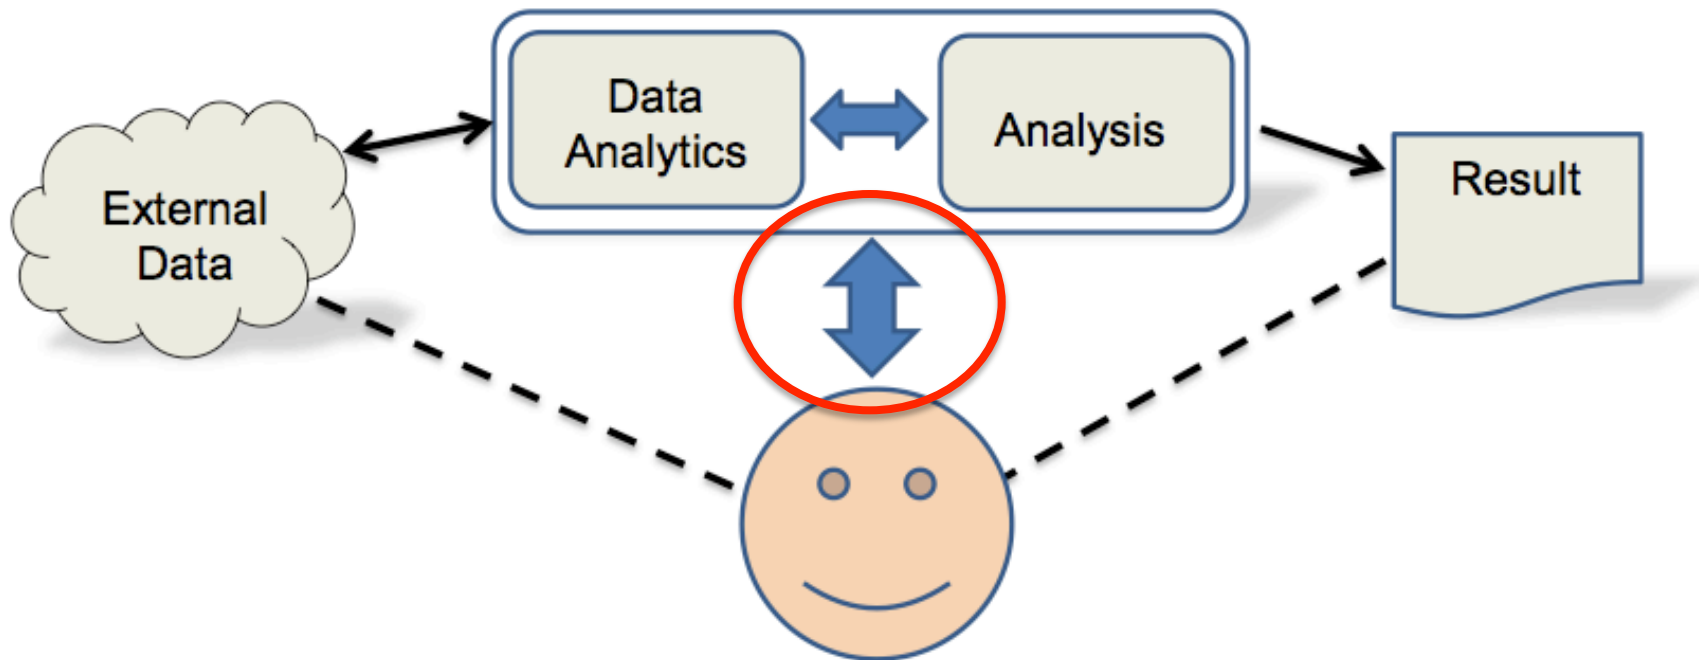 External
Data
Data
Analytics
Analysis
Result